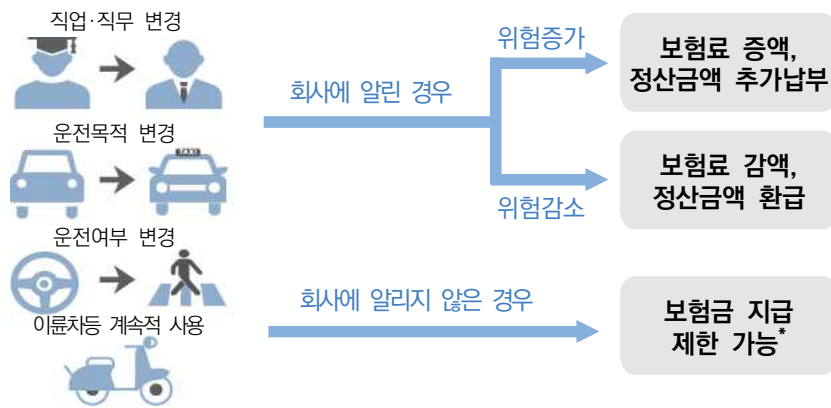 직업·직무 변경
운전목적 변경
TAXI
운전여부 변경
이륜차등 계속적 사용
회사에 알린 경우
위험증가
위험감소
보험료 증액,
정산금액 추가납부
보험료 감액,
정산금액 환급
회사에 알리지 않은 경우
보험금 지급
제한 가능*